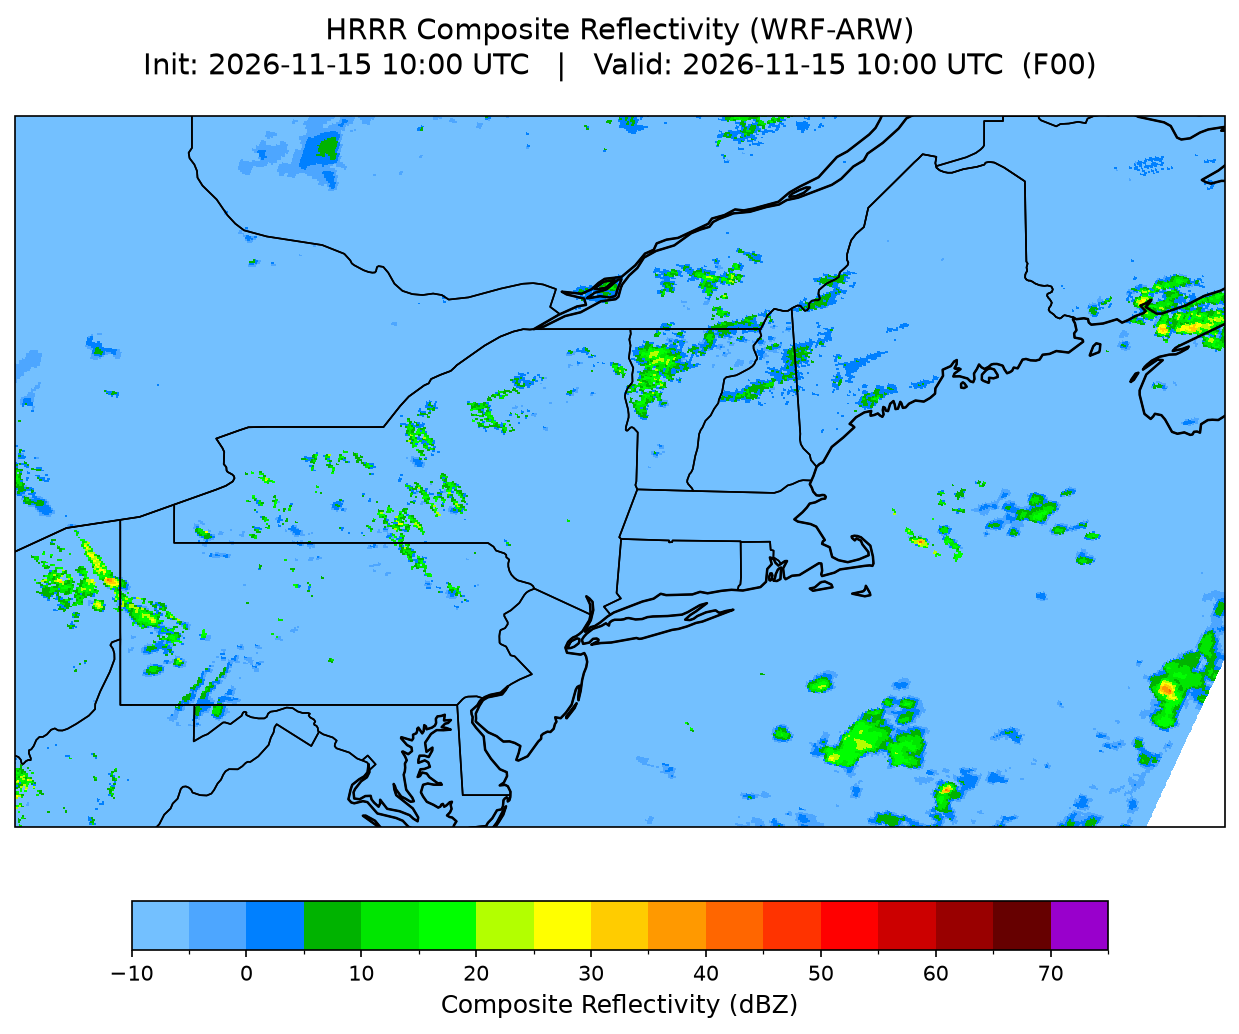 HRRR Composite Reflectivity (WRF-ARW)
Init: 2026-11-15 10:00 UTC | Valid: 2026-11-15 10:00 UTC (F00)
−10 0 10 20 30 40 50 60 70
Composite Reflectivity (dBZ)